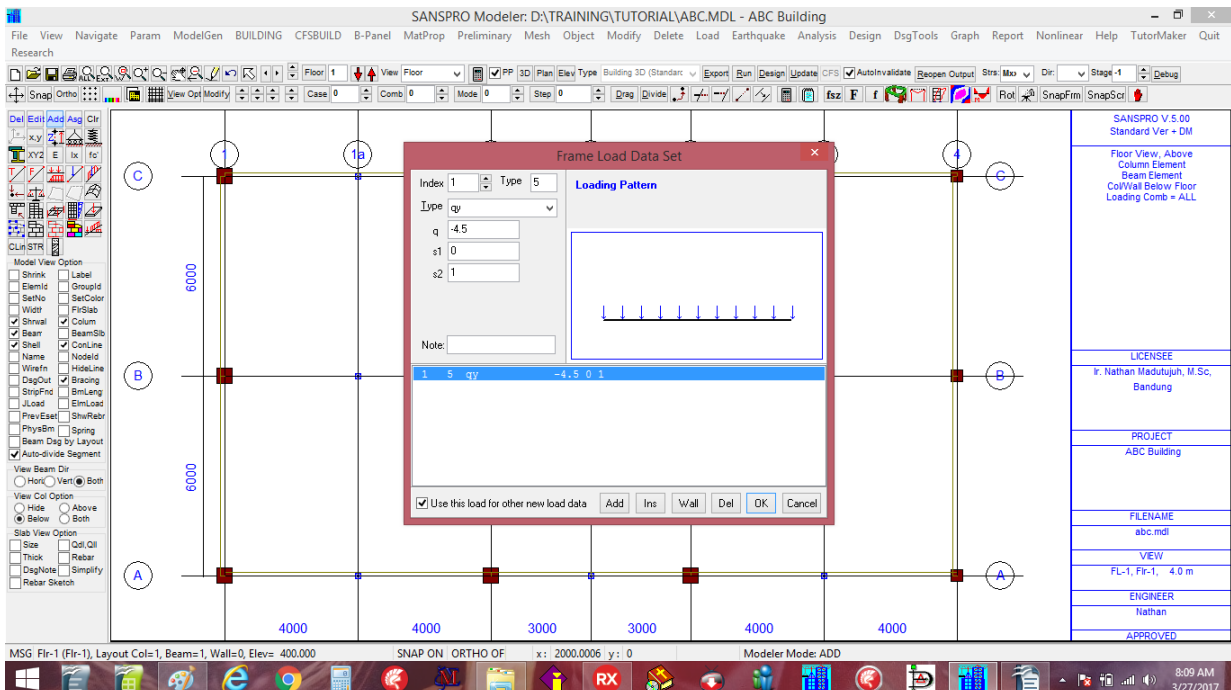 SANSPRO Modeler: D:\TRAINING\TUTORIAL\ABC.MDL - ABC Building
File View Navigate Param ModelGen BUILDING CFSBUILD B-Panel MatProp Preliminary Mesh Object Modify Delete Load Earthquake Analysis Design DsgTools Graph Report Nonlinear Help TutorMaker Quit
Research
Floor 1 View Floor PP 3D Plan Elev Type Building 3D (Standarc Export Run Design Update CFS AutoInvalidate Reopen Output Strs: Mxx Dir: Stage -1 Debug
Snap Ortho View Opt Modify Case 0 Comb 0 Mode 0 Step 0 Drag Divide fsz F f Rot SnapFrm SnapScr
Del Edit Add Asg Clr
x.y
XY2 E Ix fc'
CLin STR
Model View Option
Shrink Label
ElemId GroupId
SetNo SetColor
Width FlrSlab
Shrwal Colum
Beam BeamSlb
Shell ConLine
Name NodeId
Wirefn HideLine
DsgOut Bracing
StripFnd BmLeng
JLoad ElmLoad
PrevEset ShwRebr
PhysBm Spring
Beam Dsg by Layout
Auto-divide Segment
View Beam Dir
Hori Vert Both
View Col Option
Hide Above
Below Both
Slab View Option
Size Qdl,Qll
Thick Rebar
DsgNote Simplify
Rebar Sketch
1 1a 4
C C
6000
B B
6000
A A
4000 4000 3000 3000 4000 4000
Frame Load Data Set
Index 1 Type 5
Type qy
q -4.5
s1 0
s2 1
Note:
Loading Pattern
1 5 qy -4.5 0 1
Use this load for other new load data Add Ins Wall Del OK Cancel
SANSPRO V.5.00
Standard Ver + DM
Floor View, Above
Column Element
Beam Element
Col/Wall Below Floor
Loading Comb = ALL
LICENSEE
Ir. Nathan Madutujuh, M.Sc,
Bandung
PROJECT
ABC Building
FILENAME
abc.mdl
VIEW
FL-1, Flr-1, 4.0 m
ENGINEER
Nathan
APPROVED
MSG Flr-1 (Flr-1), Layout Col=1, Beam=1, Wall=0, Elev= 400.000 SNAP ON ORTHO OF x: 2000.0006 y: 0 Modeler Mode: ADD
RX
8:09 AM
3/27/2017